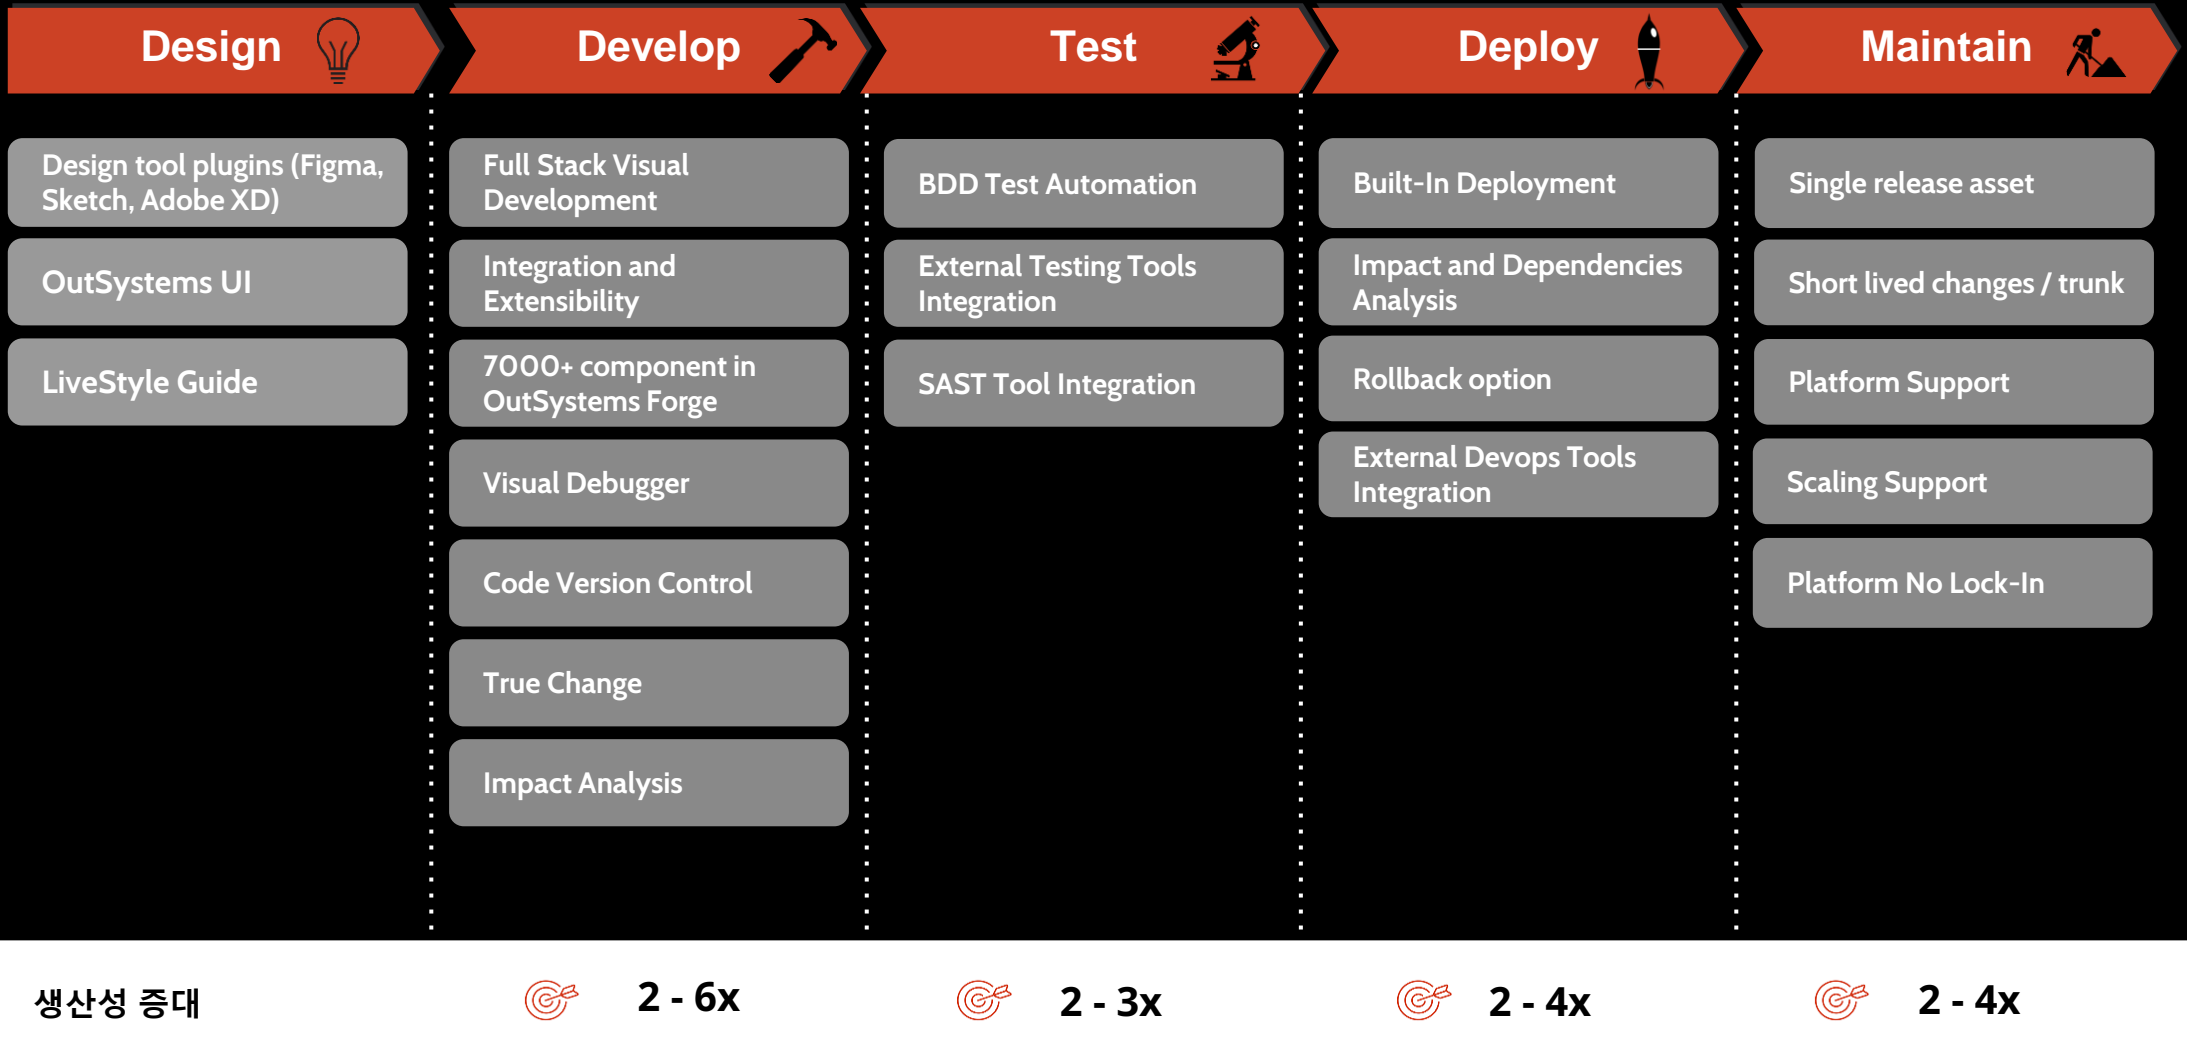 Design
Develop
Test
Deploy
Maintain
Design tool plugins (Figma,
Sketch, Adobe XD)
OutSystems UI
LiveStyle Guide
Full Stack Visual
Development
Integration and
Extensibility
7000+ component in
OutSystems Forge
Visual Debugger
Code Version Control
True Change
Impact Analysis
BDD Test Automation
External Testing Tools
Integration
SAST Tool Integration
Built-In Deployment
Impact and Dependencies
Analysis
Rollback option
External Devops Tools
Integration
Single release asset
Short lived changes / trunk
Platform Support
Scaling Support
Platform No Lock-In
생산성 증대
2 - 6x
2 - 3x
2 - 4x
2 - 4x